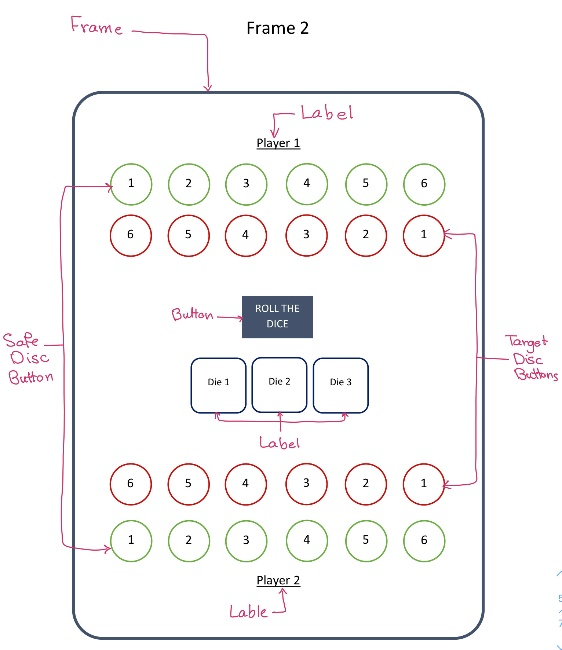 Frame 2
Frame
Label
Player 1
1 2 3 4 5 6
6 5 4 3 2 1
Button
ROLL THE
DICE
Safe
Disc
Button
Target
Disc
Buttons
Die 1 Die 2 Die 3
Label
6 5 4 3 2 1
1 2 3 4 5 6
Player 2
Lable